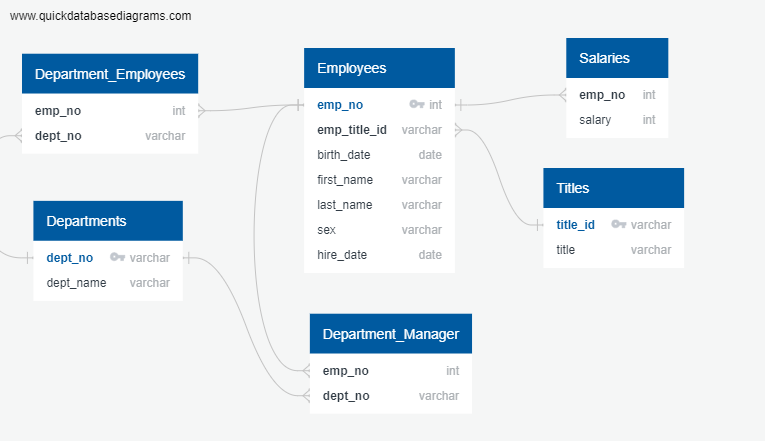 www.quickdatabasediagrams.com
Department_Employees
emp_no int
dept_no varchar
Employees
emp_no int
emp_title_id varchar
birth_date date
first_name varchar
last_name varchar
sex varchar
hire_date date
Salaries
emp_no int
salary int
Titles
title_id varchar
title varchar
Departments
dept_no varchar
dept_name varchar
Department_Manager
emp_no int
dept_no varchar